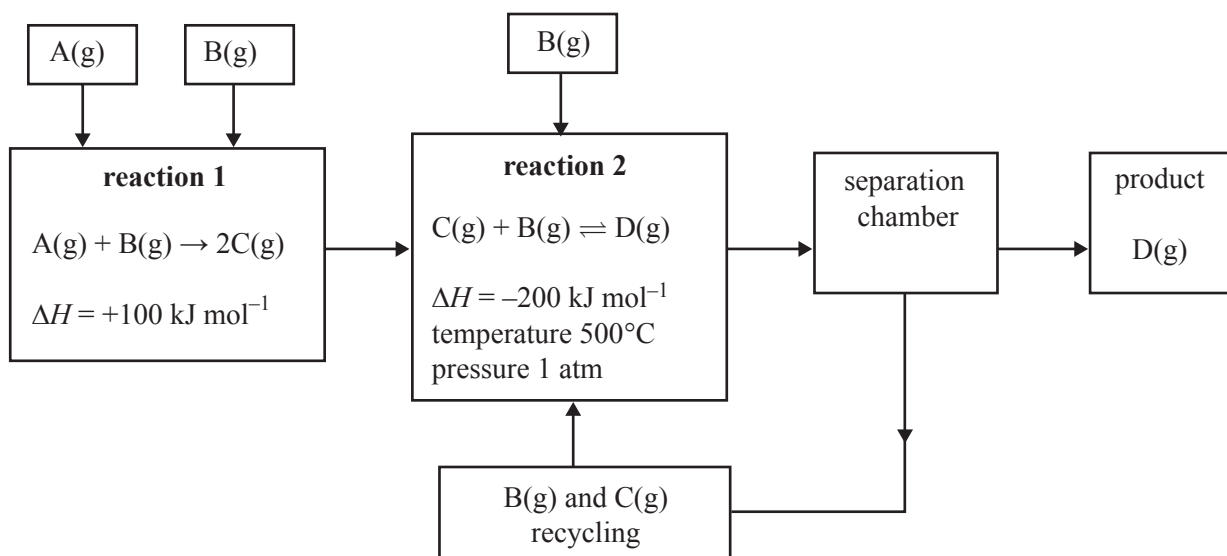 A(g)
B(g)
B(g)
reaction 1
A(g) + B(g) → 2C(g)
ΔH = +100 kJ mol⁻¹
reaction 2
C(g) + B(g) ⇌ D(g)
ΔH = –200 kJ mol⁻¹
temperature 500°C
pressure 1 atm
separation
chamber
product
D(g)
B(g) and C(g)
recycling